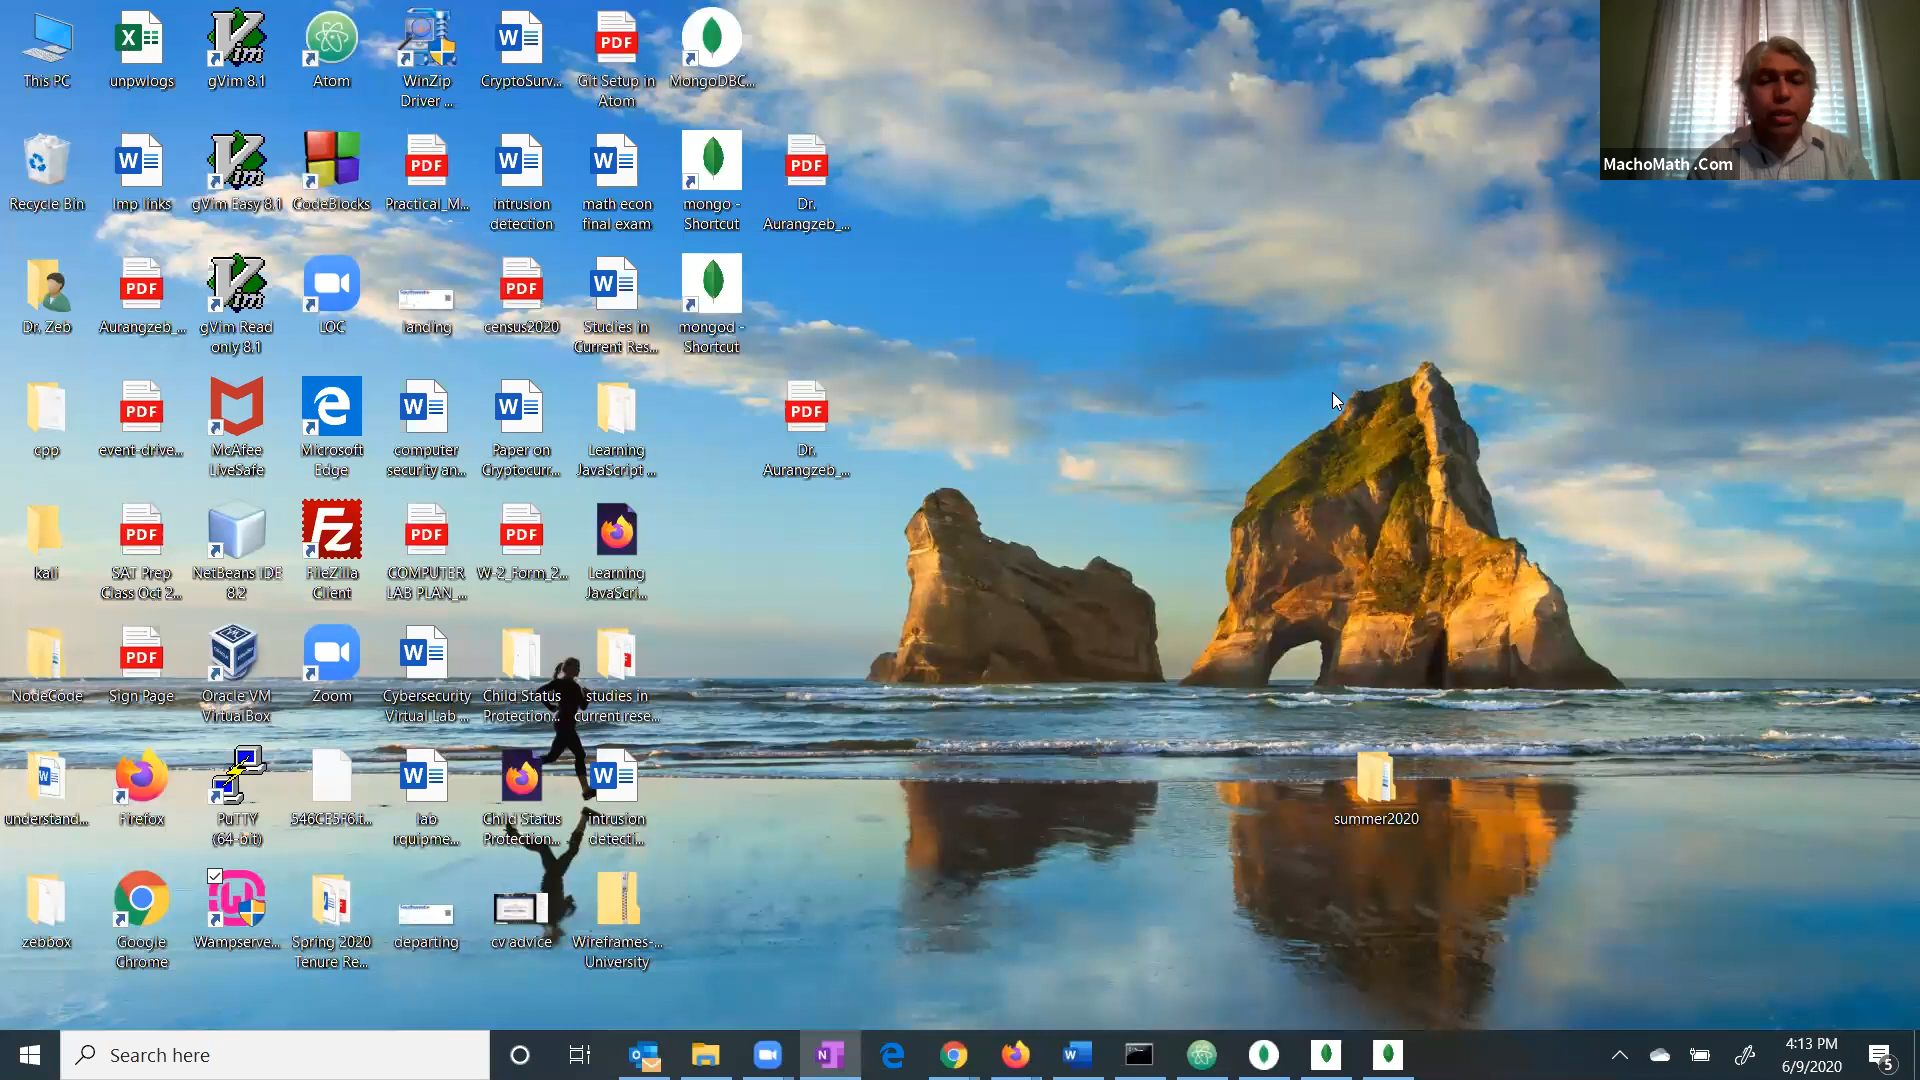 This PC
unpwlogs
gVim 8.1
Atom
WinZip
Driver ...
CryptoSurv...
Git Setup in
Atom
MongoDBC...
Recycle Bin
Imp links
gVim Easy 8.1
CodeBlocks
Practical_M...
intrusion
detection
math econ
final exam
mongo -
Shortcut
Dr.
Aurangzeb_...
Dr. Zeb
Aurangzeb_...
gVim Read
only 8.1
LOC
landing
census2020
Studies in
Current Res...
mongod -
Shortcut
cpp
event-drive...
McAfee
LiveSafe
Microsoft
Edge
computer
security an...
Paper on
Cryptocurr...
Learning
JavaScript ...
Dr.
Aurangzeb_...
kali
SAT Prep
Class Oct 2...
NetBeans IDE
8.2
FileZilla
Client
COMPUTER
LAB PLAN_...
W-2_Form_2...
Learning
JavaScri...
NodeCode
Sign Page
Oracle VM
VirtualBox
Zoom
Cybersecurity
Virtual Lab ...
Child Status
Protection...
studies in
current rese...
understand...
Firefox
PuTTY
(64-bit)
546CE5F6.t...
lab
rquipme...
Child Status
Protection...
intrusion
detecti...
summer2020
zebbox
Google
Chrome
Wampserve...
Spring 2020
Tenure Re...
departing
cv advice
Wireframes-...
University
MachoMath .Com
Search here
4:13 PM
6/9/2020
5